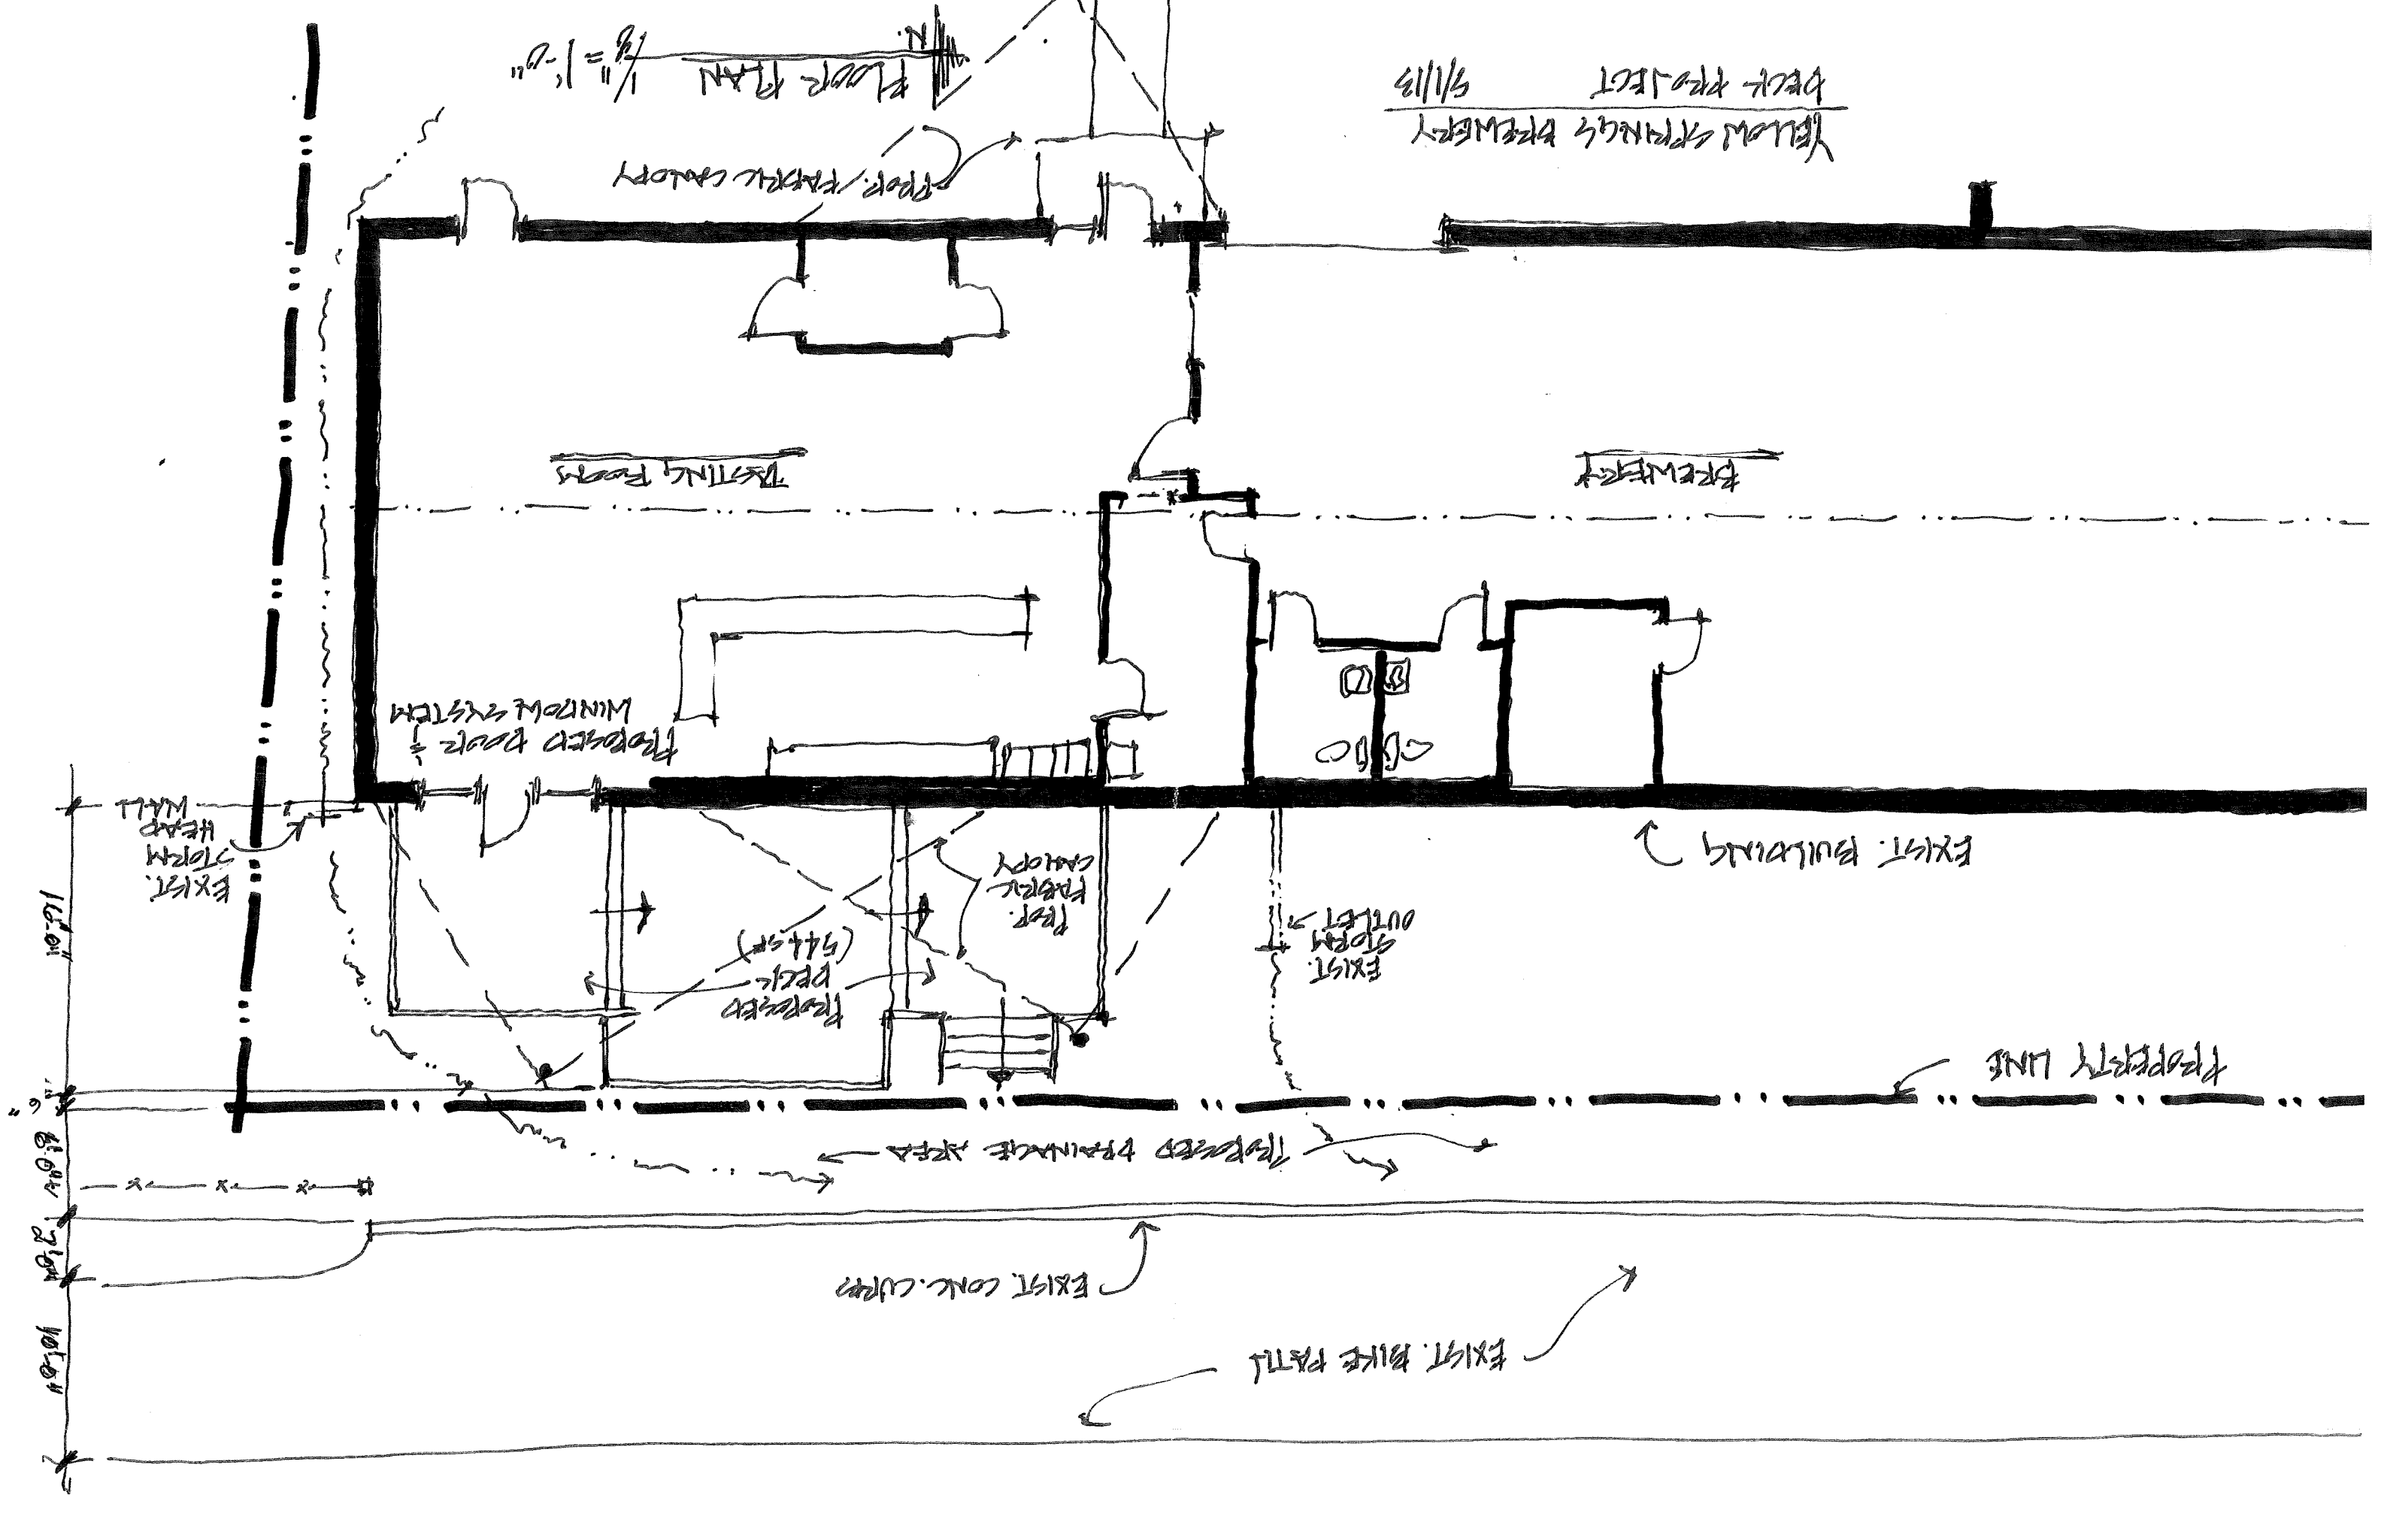 10'-0"
EXIST. BIKE PATH
EXIST. CONC. CURB
6"
PROPOSED DRAINAGE AREA
PROPERTY LINE
16'-0"
PROPOSED
DECK
(544 SF)
EXIST.
STORM
OUTLET
PROP.
FABRIC
CANOPY
EXIST. BUILDING
EXIST.
STORM
HEAD
WALL
PROPOSED DOOR &
WINDOW SYSTEM
BREWERY
TASTING ROOM
PROP. FABRIC CANOPY
YELLOW SPRINGS BREWERY
DECK PROJECT 5/1/13
N.
FLOOR PLAN 1/8" = 1'-0"